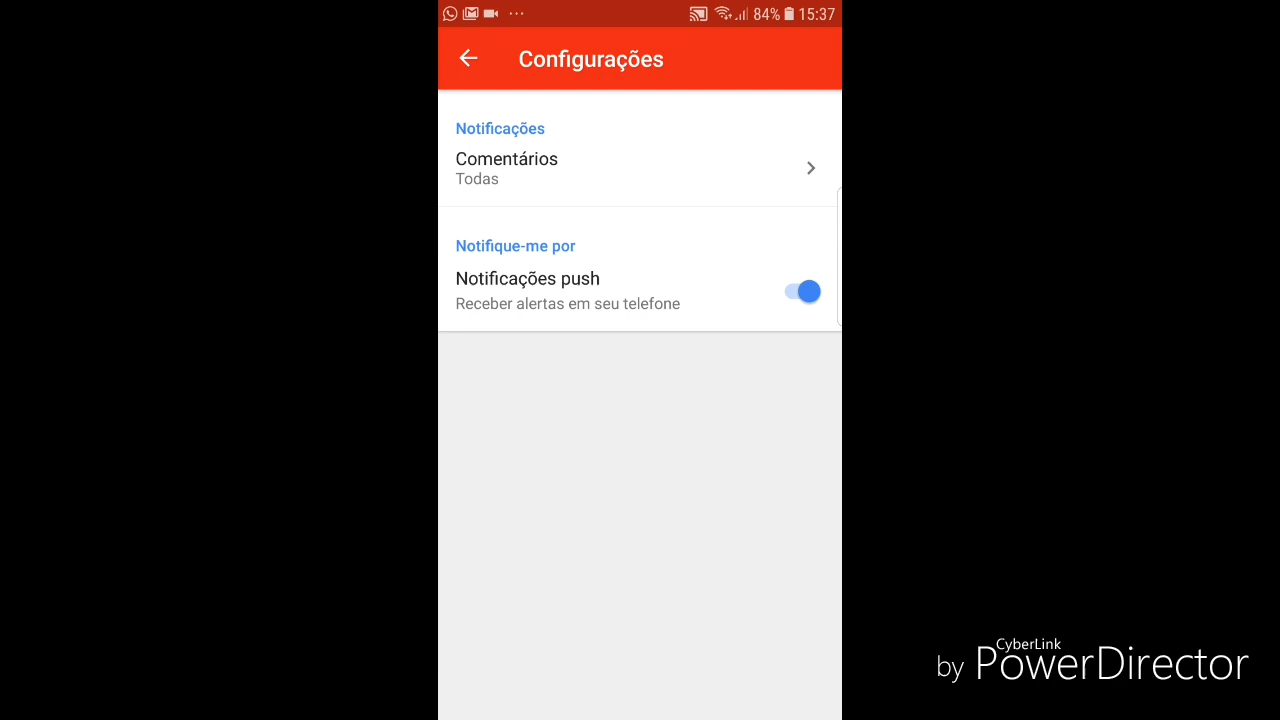 84% 15:37
Configurações
Notificações
Comentários
Todas
Notifique-me por
Notificações push
Receber alertas em seu telefone
CyberLink
by PowerDirector